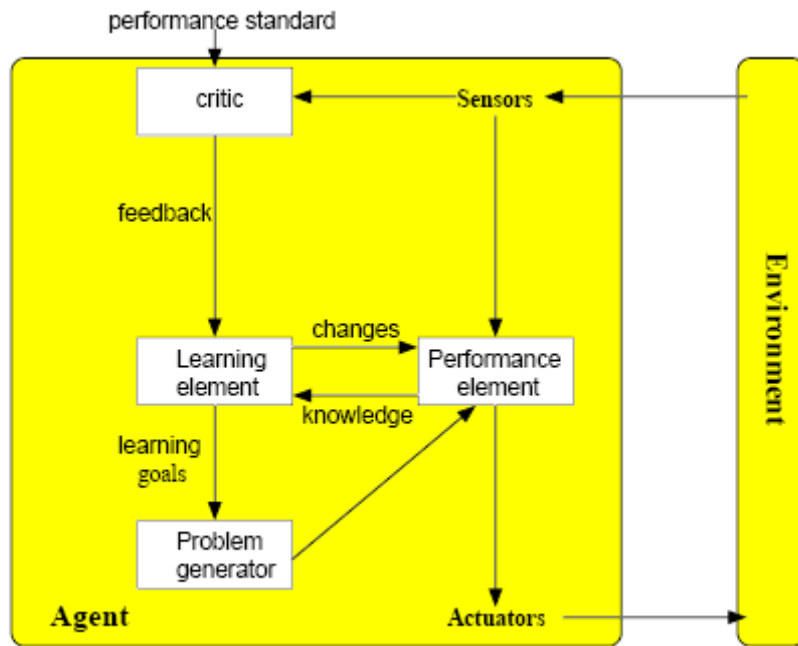 performance standard
critic
Sensors
feedback
changes
Learning
element
Performance
element
knowledge
learning
goals
Problem
generator
Agent
Actuators
Environment